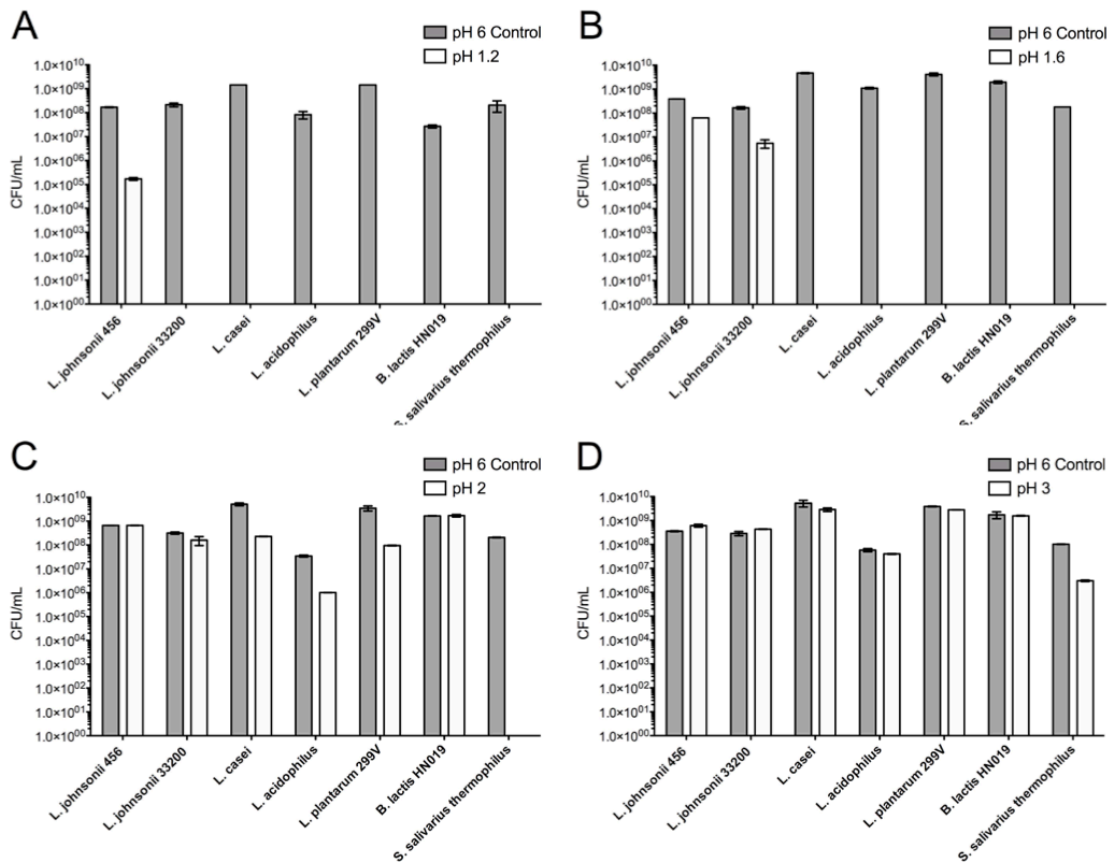 A
pH 6 Control
pH 1.2
CFU/mL
1.0×10¹⁰
1.0×10⁰⁹
1.0×10⁰⁸
1.0×10⁰⁷
1.0×10⁰⁶
1.0×10⁰⁵
1.0×10⁰⁴
1.0×10⁰³
1.0×10⁰²
1.0×10⁰¹
1.0×10⁰⁰
L. johnsonii 456
L. johnsonii 33200
L. casei
L. acidophilus
L. plantarum 299V
B. lactis HN019
S. salivarius thermophilus
B
pH 6 Control
pH 1.6
CFU/mL
1.0×10¹⁰
1.0×10⁰⁹
1.0×10⁰⁸
1.0×10⁰⁷
1.0×10⁰⁶
1.0×10⁰⁵
1.0×10⁰⁴
1.0×10⁰³
1.0×10⁰²
1.0×10⁰¹
1.0×10⁰⁰
L. johnsonii 456
L. johnsonii 33200
L. casei
L. acidophilus
L. plantarum 299V
B. lactis HN019
S. salivarius thermophilus
C
pH 6 Control
pH 2
CFU/mL
1.0×10¹⁰
1.0×10⁰⁹
1.0×10⁰⁸
1.0×10⁰⁷
1.0×10⁰⁶
1.0×10⁰⁵
1.0×10⁰⁴
1.0×10⁰³
1.0×10⁰²
1.0×10⁰¹
1.0×10⁰⁰
L. johnsonii 456
L. johnsonii 33200
L. casei
L. acidophilus
L. plantarum 299V
B. lactis HN019
S. salivarius thermophilus
D
pH 6 Control
pH 3
CFU/mL
1.0×10¹⁰
1.0×10⁰⁹
1.0×10⁰⁸
1.0×10⁰⁷
1.0×10⁰⁶
1.0×10⁰⁵
1.0×10⁰⁴
1.0×10⁰³
1.0×10⁰²
1.0×10⁰¹
1.0×10⁰⁰
L. johnsonii 456
L. johnsonii 33200
L. casei
L. acidophilus
L. plantarum 299V
B. lactis HN019
S. salivarius thermophilus